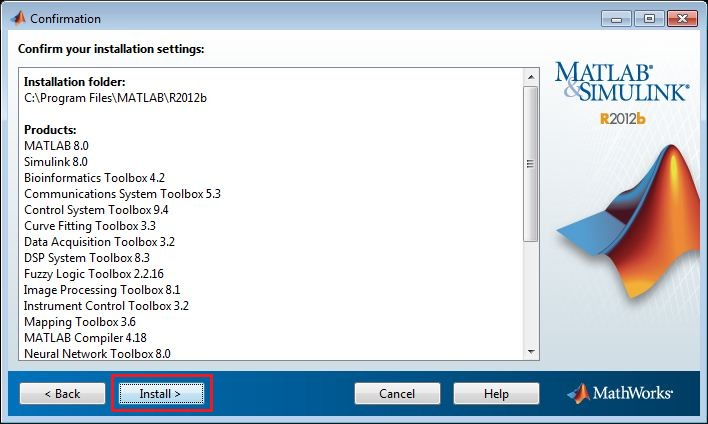 Confirmation
Confirm your installation settings:
Installation folder:
C:\Program Files\MATLAB\R2012b
Products:
MATLAB 8.0
Simulink 8.0
Bioinformatics Toolbox 4.2
Communications System Toolbox 5.3
Control System Toolbox 9.4
Curve Fitting Toolbox 3.3
Data Acquisition Toolbox 3.2
DSP System Toolbox 8.3
Fuzzy Logic Toolbox 2.2.16
Image Processing Toolbox 8.1
Instrument Control Toolbox 3.2
Mapping Toolbox 3.6
MATLAB Compiler 4.18
Neural Network Toolbox 8.0
MATLAB®
&SIMULINK®
R2012b
< Back
Install >
Cancel
Help
MathWorks®